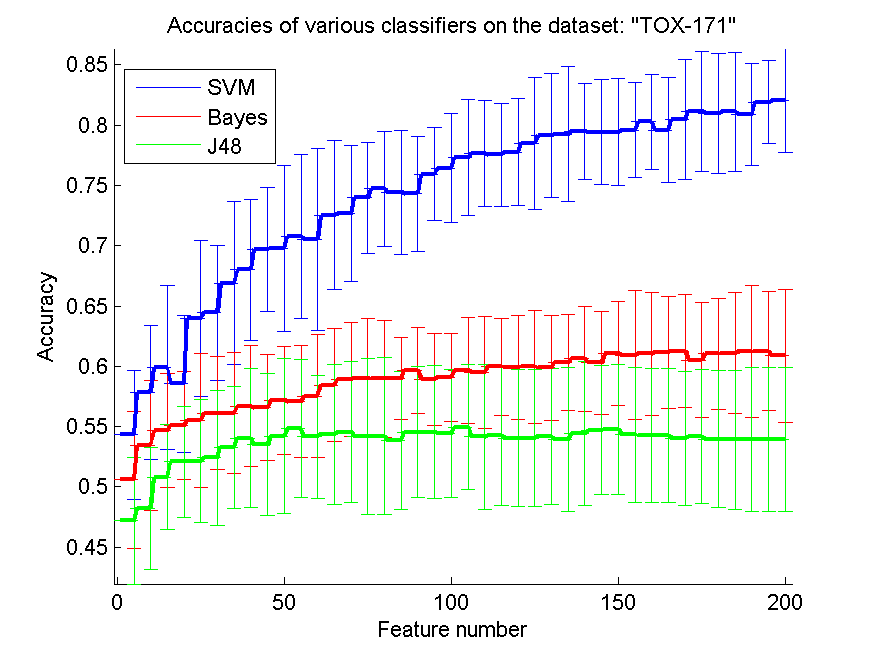 Accuracies of various classifiers on the dataset: "TOX-171"
0.85
0.8
0.75
0.7
0.65
0.6
0.55
0.5
0.45
Accuracy
SVM
Bayes
J48
0 50 100 150 200
Feature number